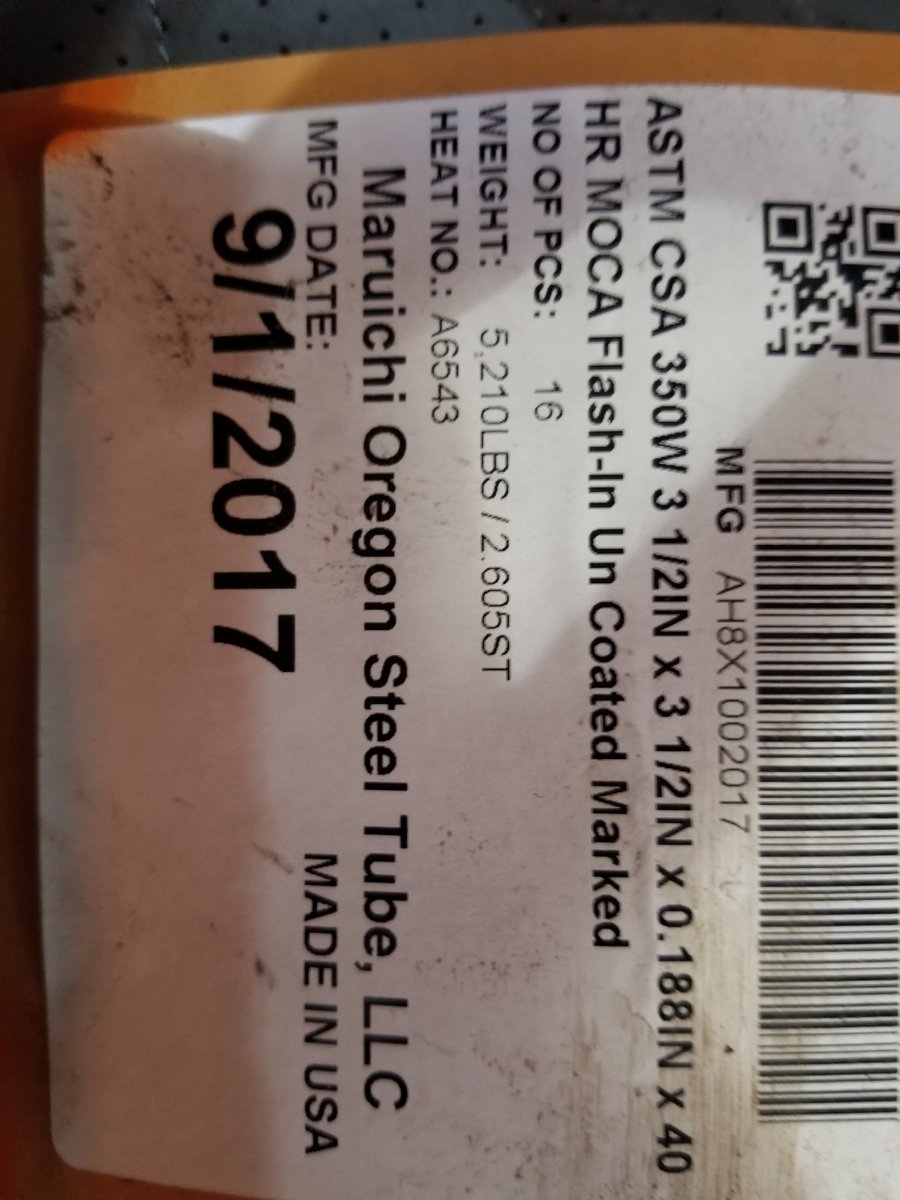 MFG AH8X1002017
ASTM CSA 350W 3 1/2IN x 3 1/2IN x 0.188IN x 40
HR MOCA Flash-In Un Coated Marked
NO OF PCS: 16
WEIGHT: 5,210LBS / 2.605ST
HEAT NO.: A6543
Maruichi Oregon Steel Tube, LLC
MFG DATE: MADE IN USA
9/1/2017